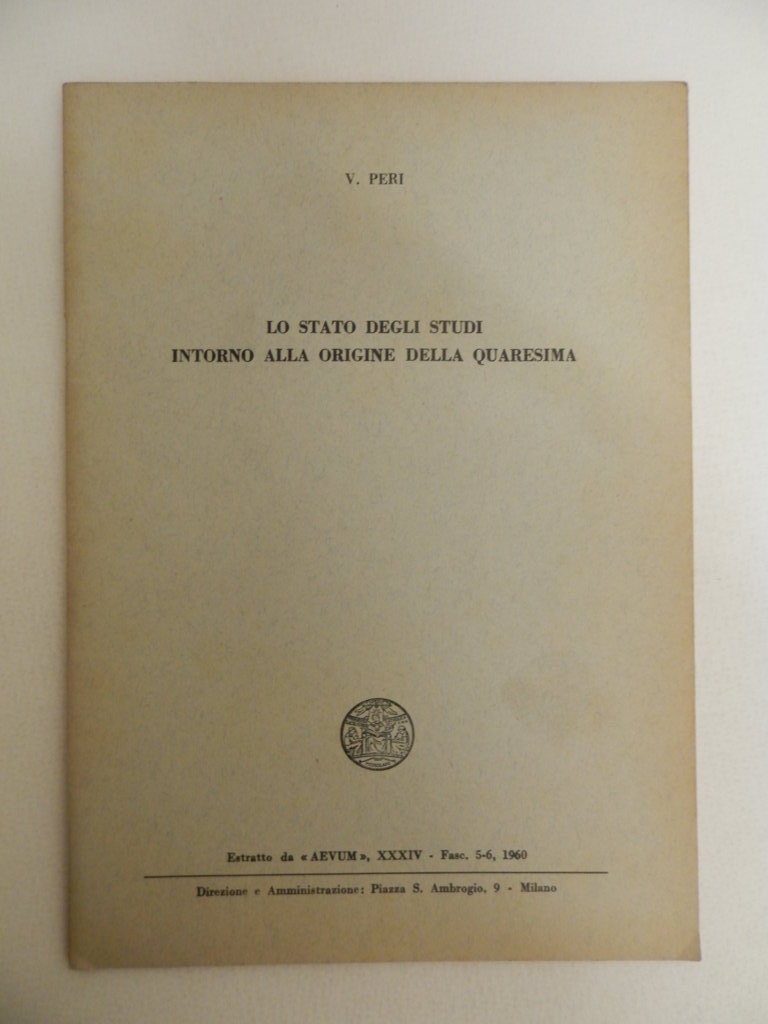 V. PERI
LO STATO DEGLI STUDI
INTORNO ALLA ORIGINE DELLA QUARESIMA
Estratto da « AEVUM », XXXIV - Fasc. 5-6, 1960
Direzione e Amministrazione: Piazza S. Ambrogio, 9 - Milano